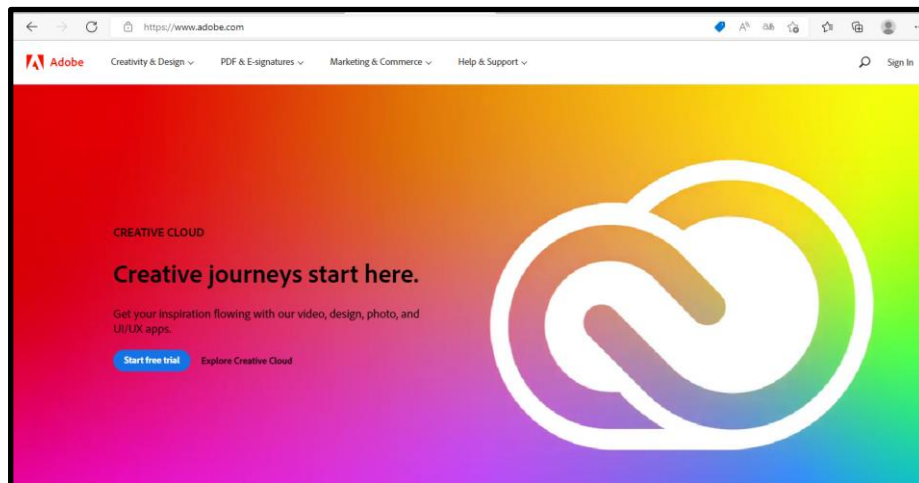 https://www.adobe.com
Adobe Creativity & Design PDF & E-signatures Marketing & Commerce Help & Support Sign In
CREATIVE CLOUD
Creative journeys start here.
Get your inspiration flowing with our video, design, photo, and
UI/UX apps.
Start free trial Explore Creative Cloud